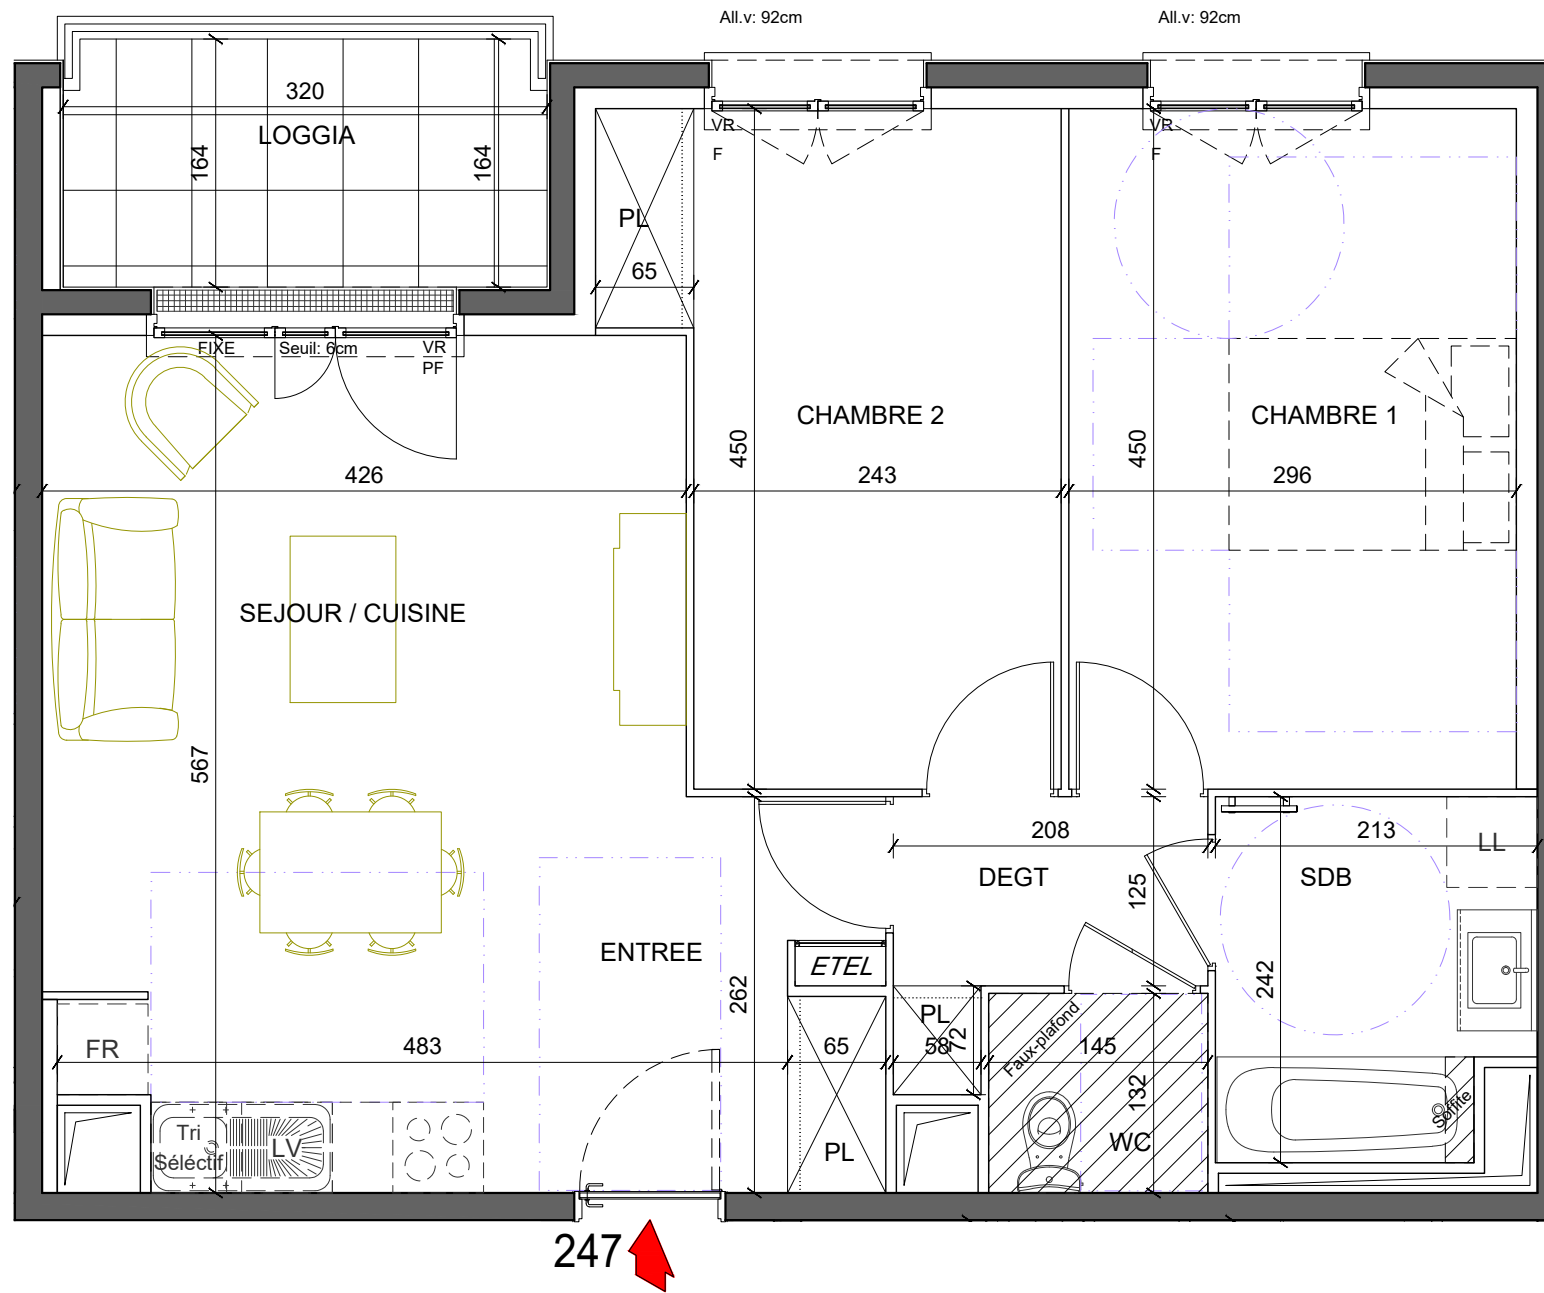 All.v: 92cm
All.v: 92cm
320
LOGGIA
164
164
VR
F
VR
F
PL
65
FIXE
Seuil: 6cm
VR
PF
CHAMBRE 2
CHAMBRE 1
450
450
426
243
296
SEJOUR / CUISINE
567
208
213
LL
DEGT
SDB
125
ENTREE
ETEL
262
242
PL
72
Faux-plafond
FR
483
65
58
145
132
Soffite
Tri
Séléctif
LV
PL
WC
247